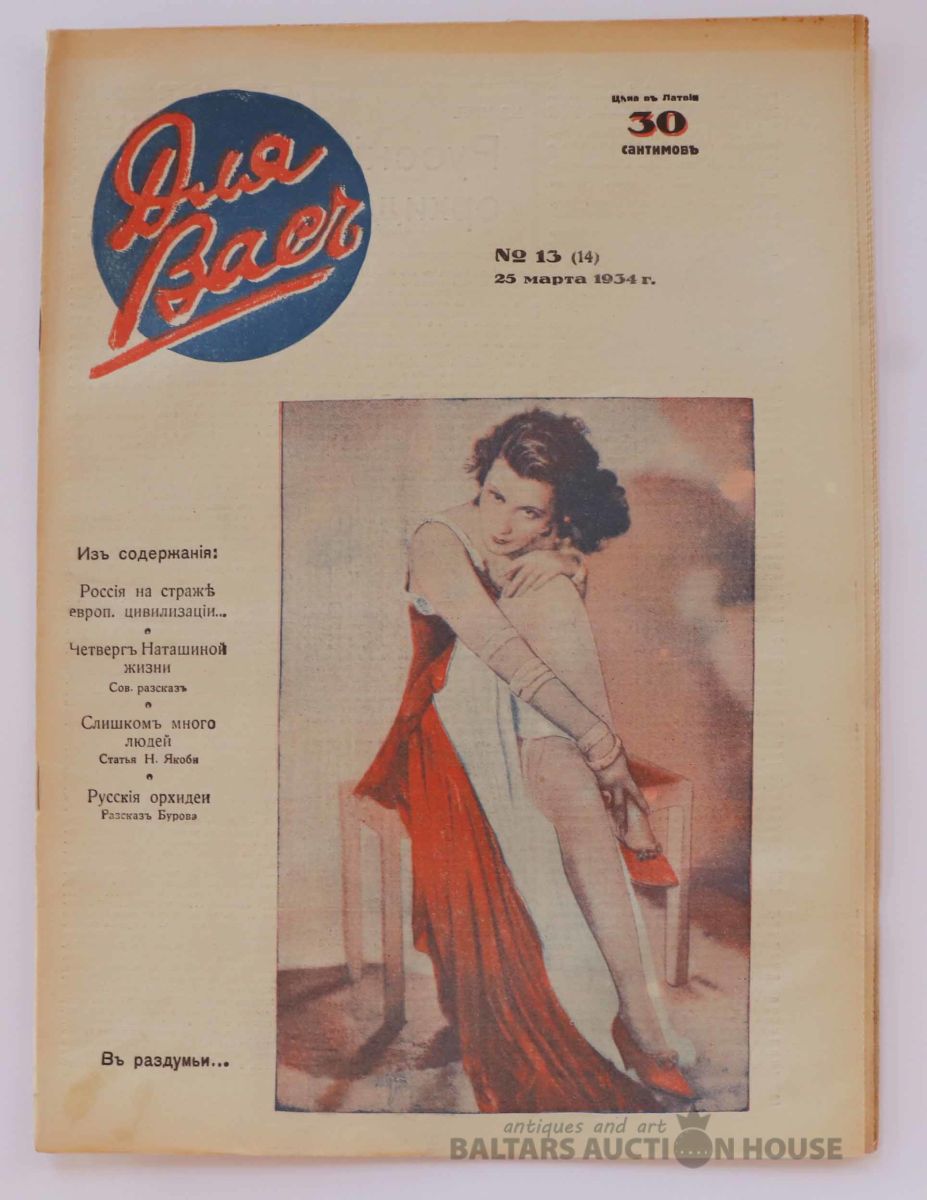 Для
Васъ
Цѣна въ Латвіи
30
сантимовъ
№ 13 (14)
25 марта 1934 г.
Изъ содержанія:
Россія на стражѣ
европ. цивилизаціи...
Четвергъ Наташиной
жизни
Сов. разсказъ
Слишкомъ много
людей
Статья Н. Якоби
Русскія орхидеи
Разсказъ Бурова
Въ раздумьи...
antiques and art
BALTARS AUCTION HOUSE